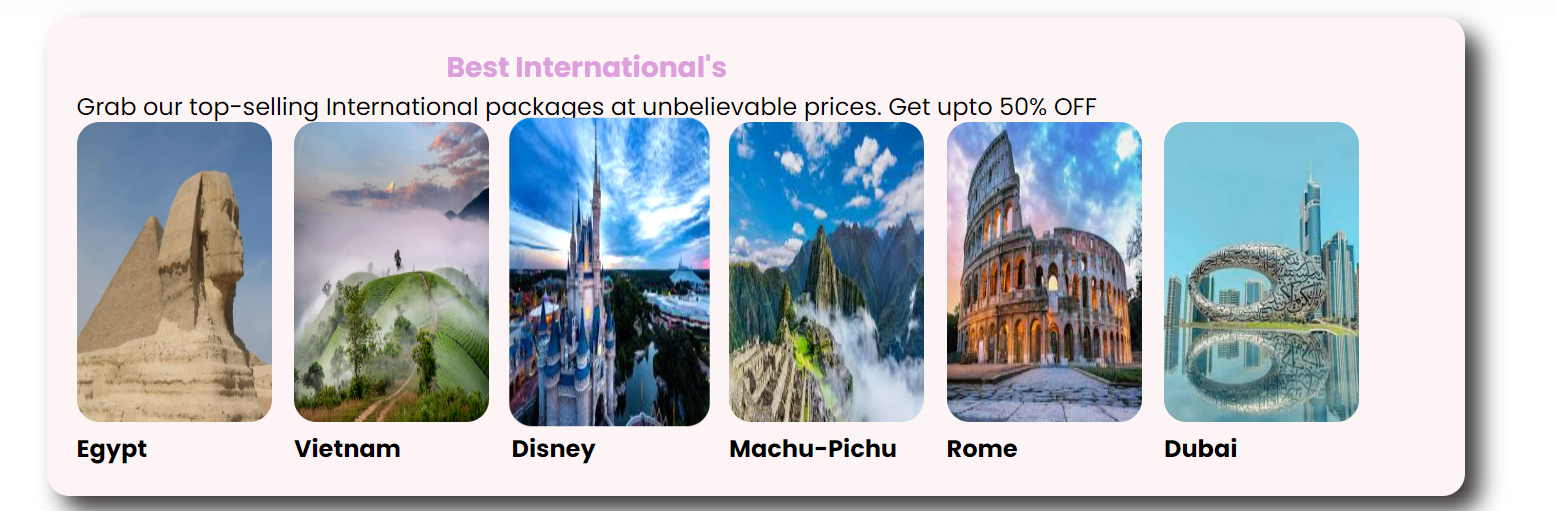 Best International's
Grab our top-selling International packages at unbelievable prices. Get upto 50% OFF
Egypt
Vietnam
Disney
Machu-Pichu
Rome
Dubai